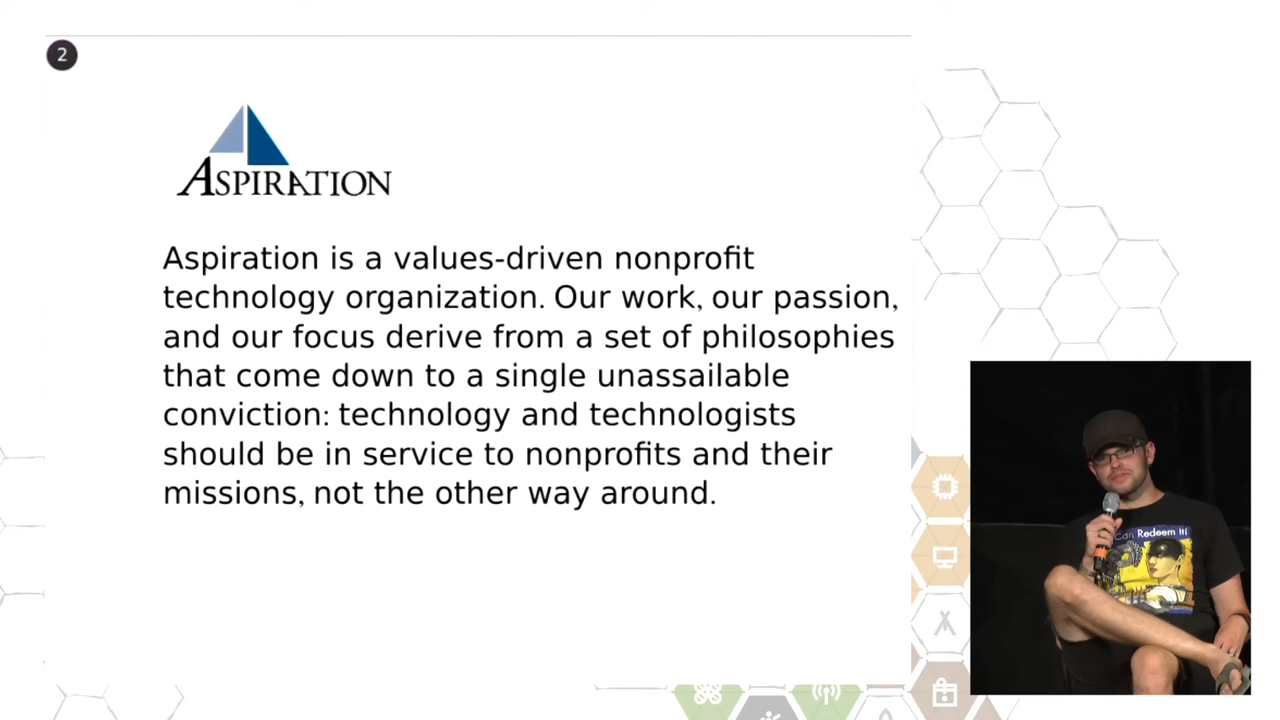 2
ASPIRATION
Aspiration is a values-driven nonprofit
technology organization. Our work, our passion,
and our focus derive from a set of philosophies
that come down to a single unassailable
conviction: technology and technologists
should be in service to nonprofits and their
missions, not the other way around.
Can Redeem It!